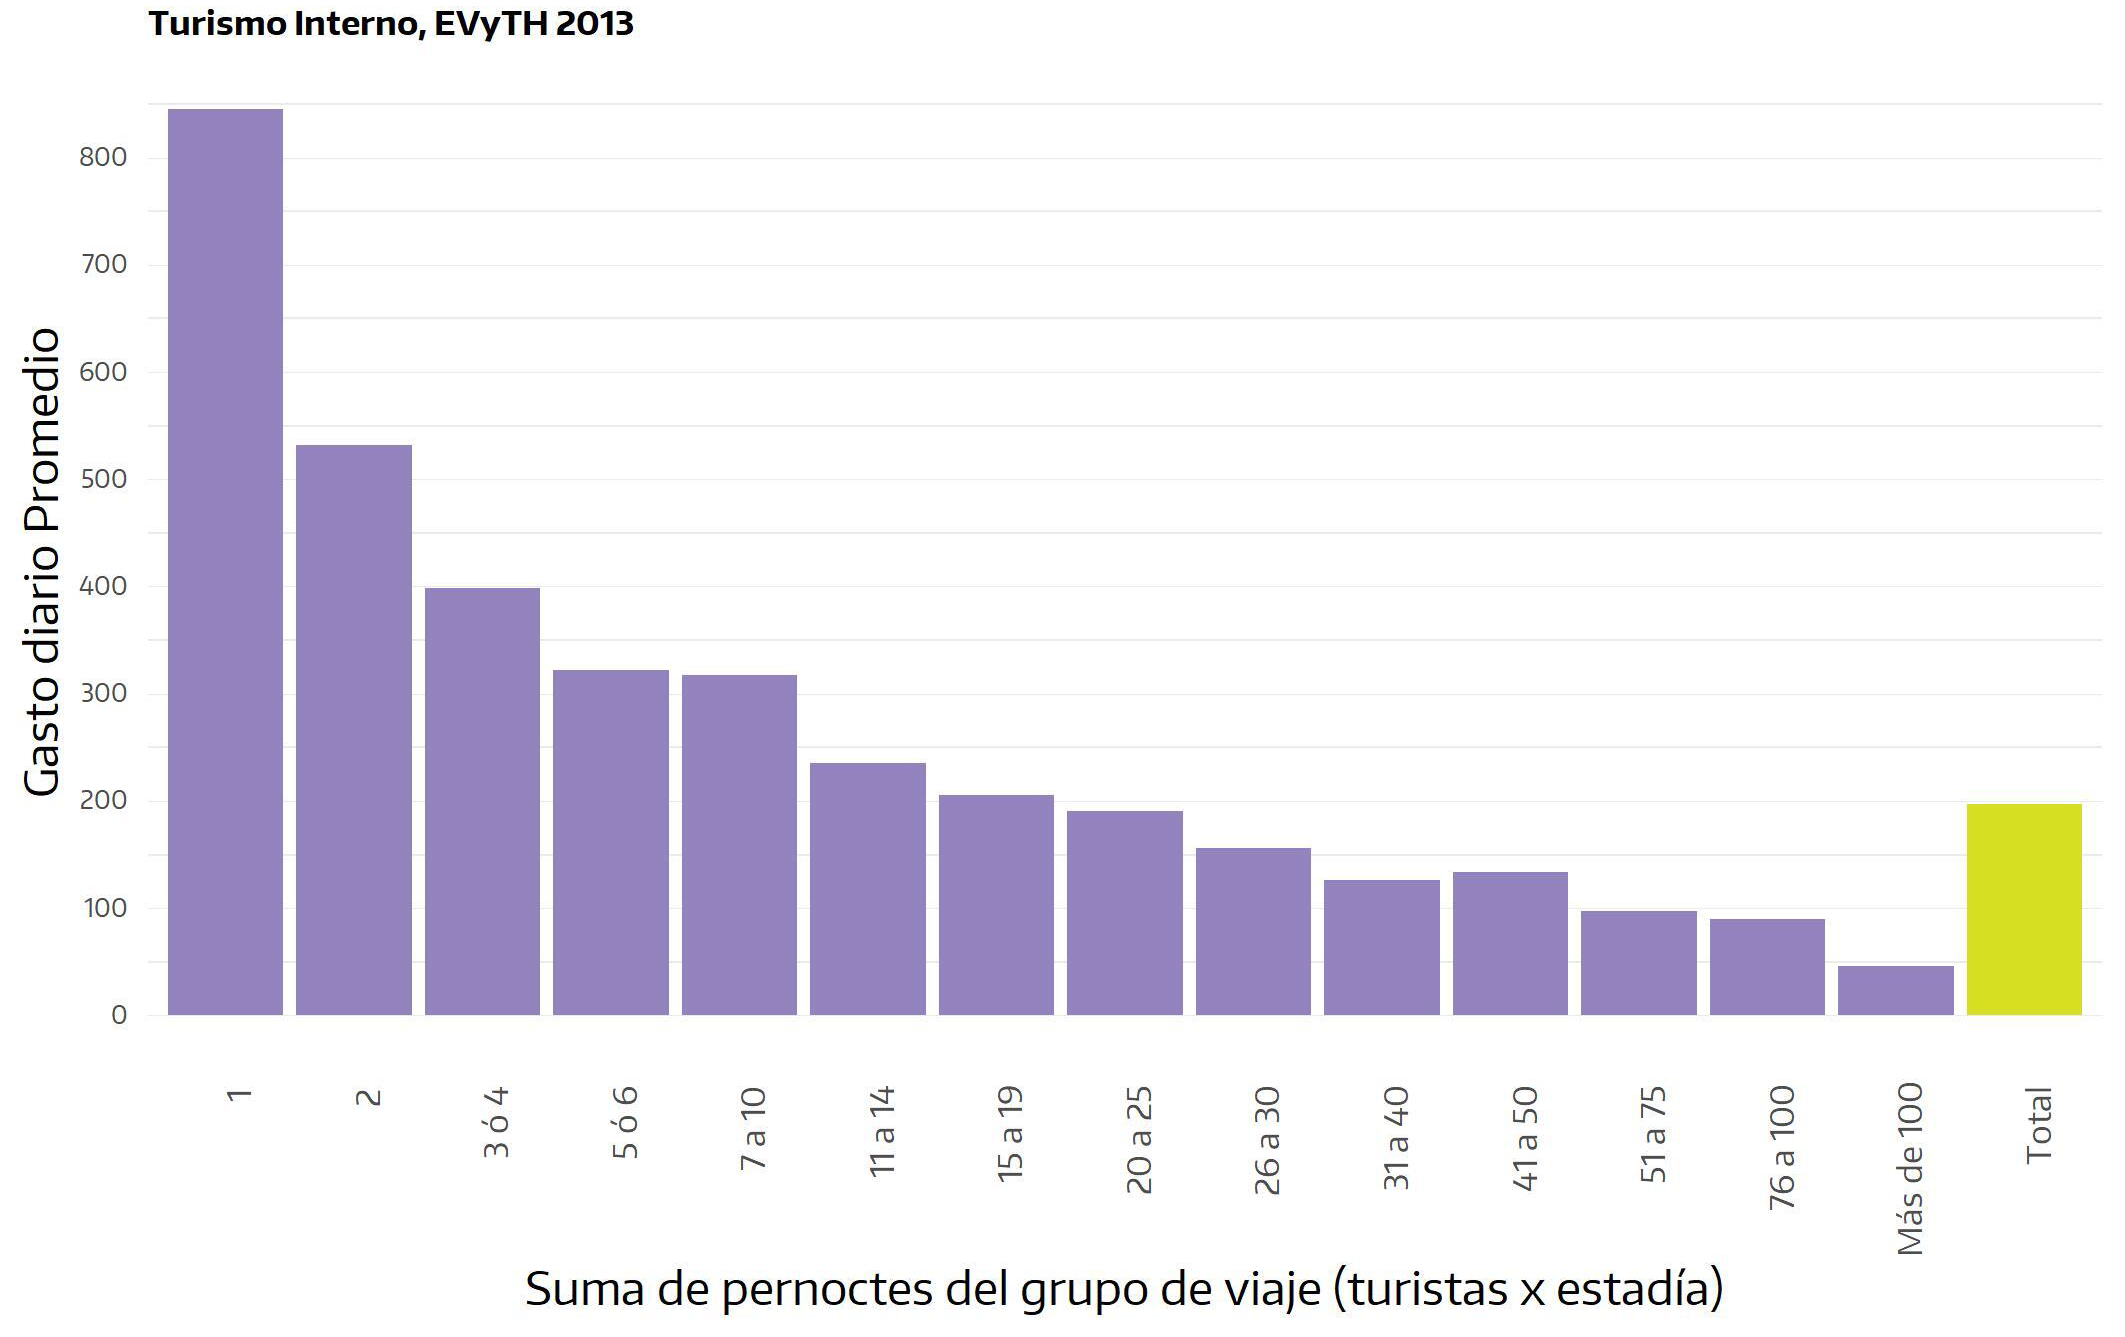 Turismo Interno, EVyTH 2013
Gasto diario Promedio
800
700
600
500
400
300
200
100
0
1
2
3 ó 4
5 ó 6
7 a 10
11 a 14
15 a 19
20 a 25
26 a 30
31 a 40
41 a 50
51 a 75
76 a 100
Más de 100
Total
Suma de pernoctes del grupo de viaje (turistas x estadía)